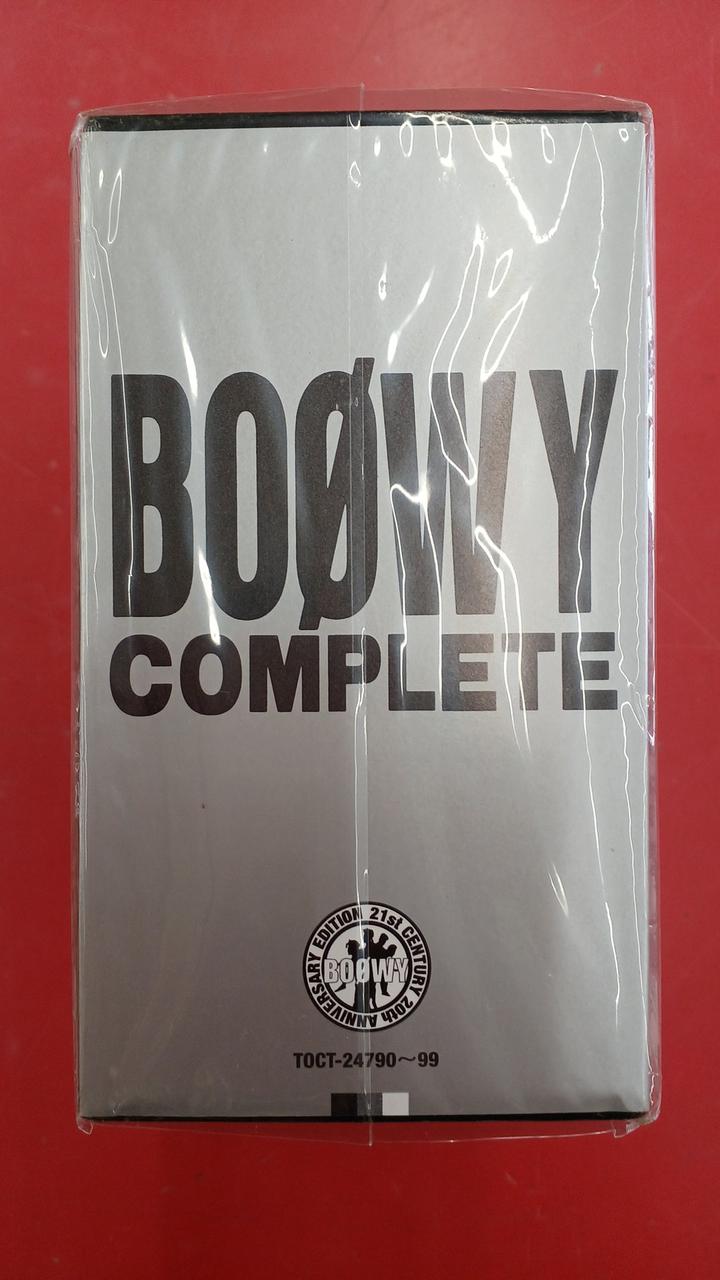 BOØWY
COMPLETE
21st CENTURY 20th ANNIVERSARY EDITION
BOØWY
TOCT-24790～99